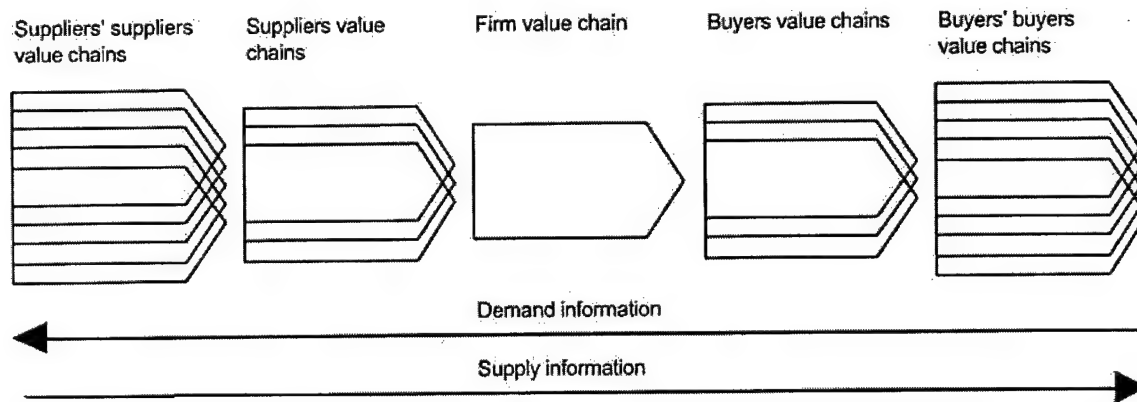 Suppliers' suppliers
value chains
Suppliers value
chains
Firm value chain
Buyers value chains
Buyers' buyers
value chains
Demand information
Supply information